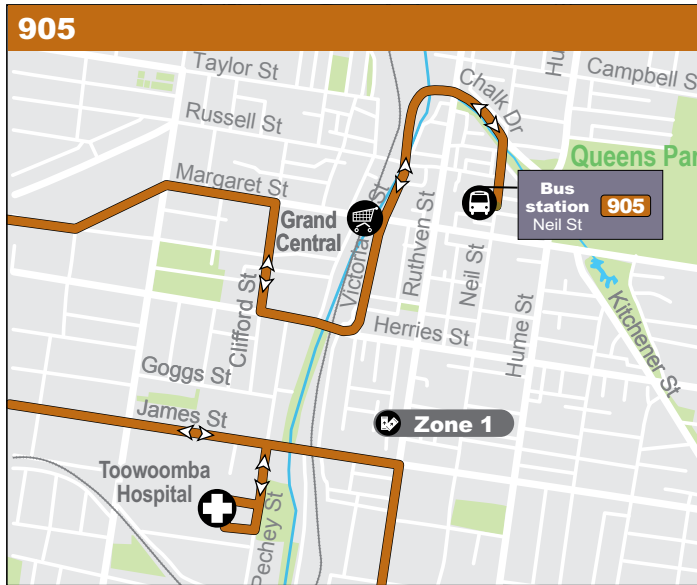 905
Taylor St
Hu
Campbell S
Chalk Dr
Russell St
Queens Par
Margaret St
Bus
station
905
Neil St
Grand
Central
Victoria St
Ruthven St
Neil St
Clifford St
Hume St
Kitchener St
Herries St
Goggs St
James St
Zone 1
Toowoomba
Hospital
Pechey St